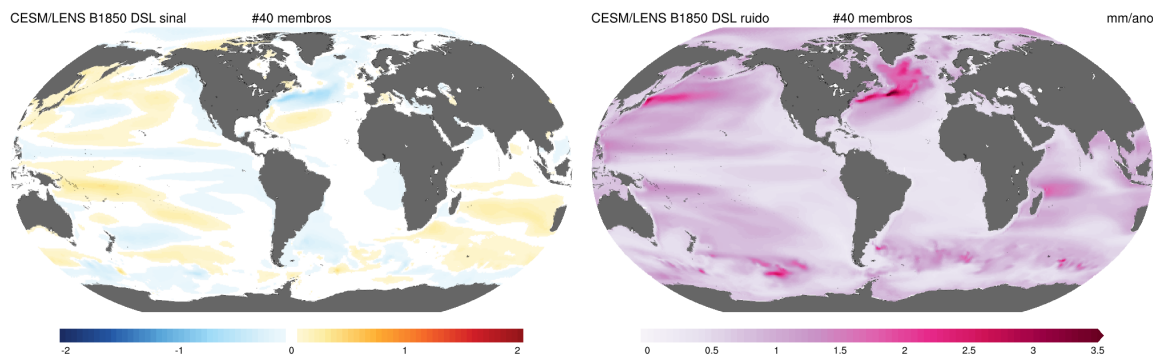 CESM/LENS B1850 DSL sinal #40 membros
CESM/LENS B1850 DSL ruido #40 membros mm/ano
-2 -1 0 1 2
0 0.5 1 1.5 2 2.5 3 3.5